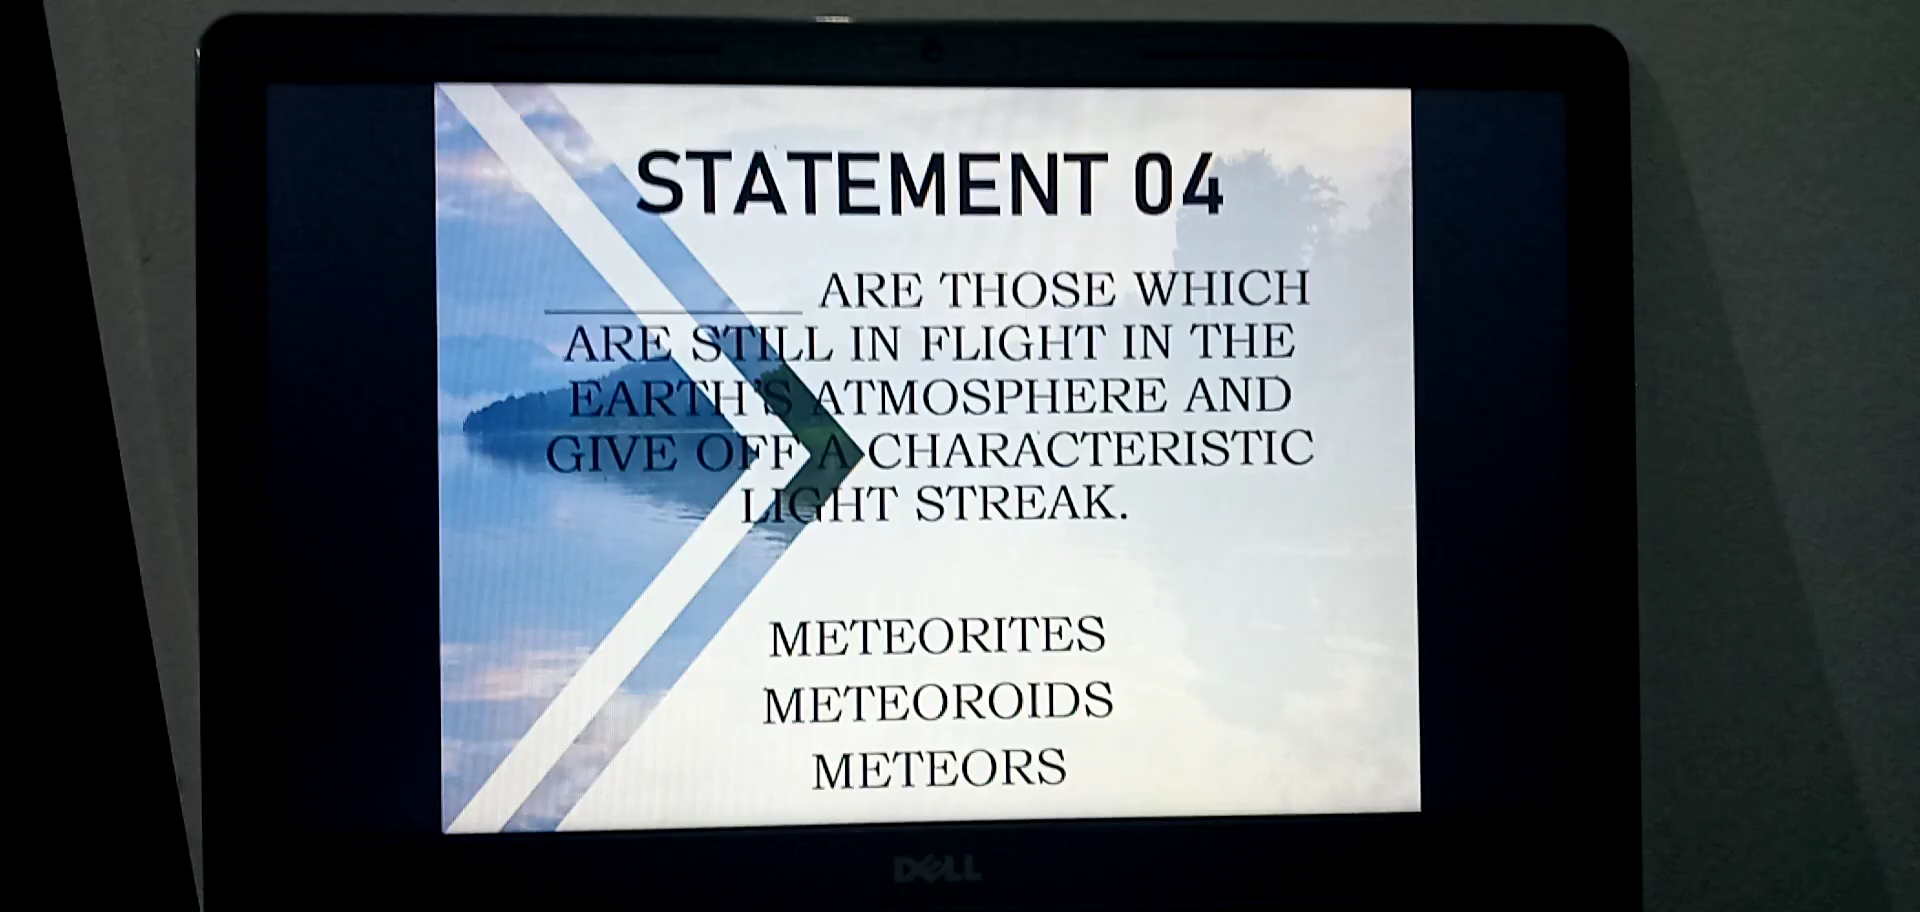 STATEMENT 04
__________ ARE THOSE WHICH
ARE STILL IN FLIGHT IN THE
EARTH'S ATMOSPHERE AND
GIVE OFF A CHARACTERISTIC
LIGHT STREAK.
METEORITES
METEOROIDS
METEORS
DELL